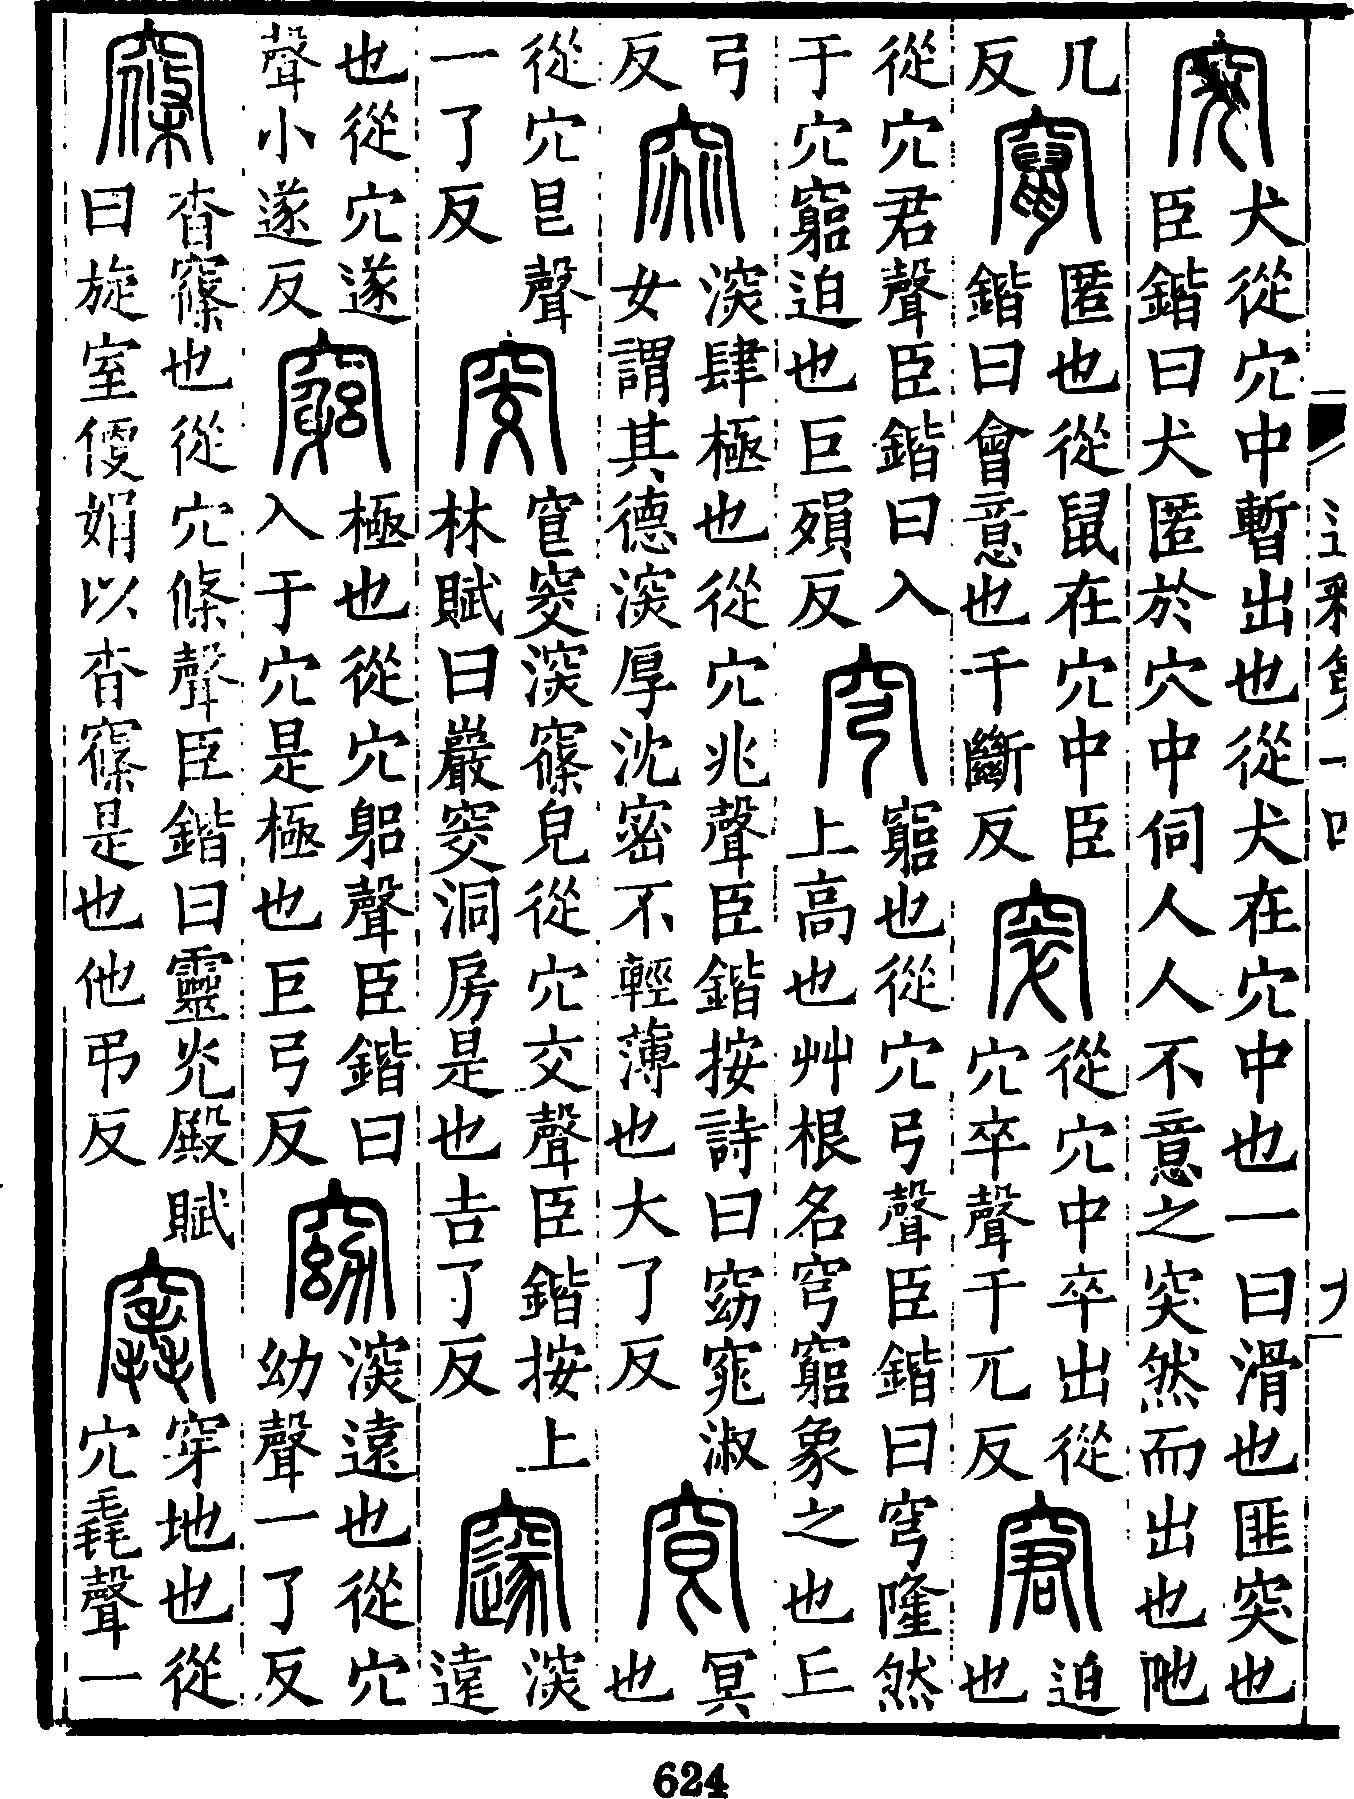 突
犬從穴中暫出也從犬在穴中也一曰滑也匪突也
臣鍇曰犬匿於穴中伺人人不意之突然而出也阤
几
反
竄
匿也從鼠在穴中臣
鍇曰會意也千斷反
窣
從穴中卒出從
穴卒聲千兀反
窘
迫
也
從穴君聲臣鍇曰入
于穴竆迫也巨殞反
穹
竆也從穴弓聲臣鍇曰穹隆然
上高也艸根名穹竆象之也丘
弓
反
窕
深肆極也從穴兆聲臣鍇按詩曰窈窕淑
女謂其德深厚沈密不輕薄也大了反
窅
冥
也
從穴聲
一了反
窔
窅窔深窱皃從穴交聲臣鍇按上
林賦曰巖窔洞房是也吉了反
邃
深
遠
也從穴遂
聲小遂反
竆
極也從穴躳聲臣鍇曰
入于穴是極也巨弓反
窈
深遠也從穴
幼聲一了反
窱
杳窱也從穴條聲臣鍇曰靈光殿賦
曰旋室娟以杳窱是也他弔反
竁
穿地也從
穴毳聲一
624